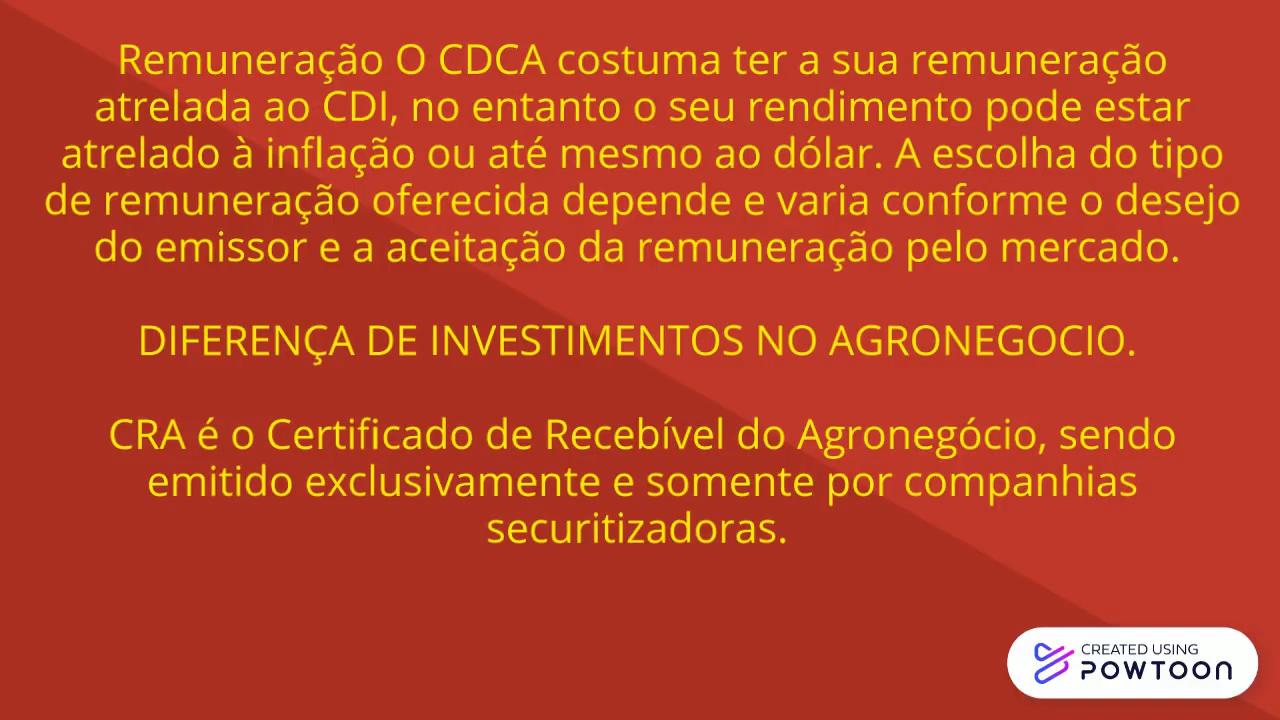 Remuneração O CDCA costuma ter a sua remuneração
atrelada ao CDI, no entanto o seu rendimento pode estar
atrelado à inflação ou até mesmo ao dólar. A escolha do tipo
de remuneração oferecida depende e varia conforme o desejo
do emissor e a aceitação da remuneração pelo mercado.
DIFERENÇA DE INVESTIMENTOS NO AGRONEGOCIO.
CRA é o Certificado de Recebível do Agronegócio, sendo
emitido exclusivamente e somente por companhias
securitizadoras.
CREATED USING
POWTOON